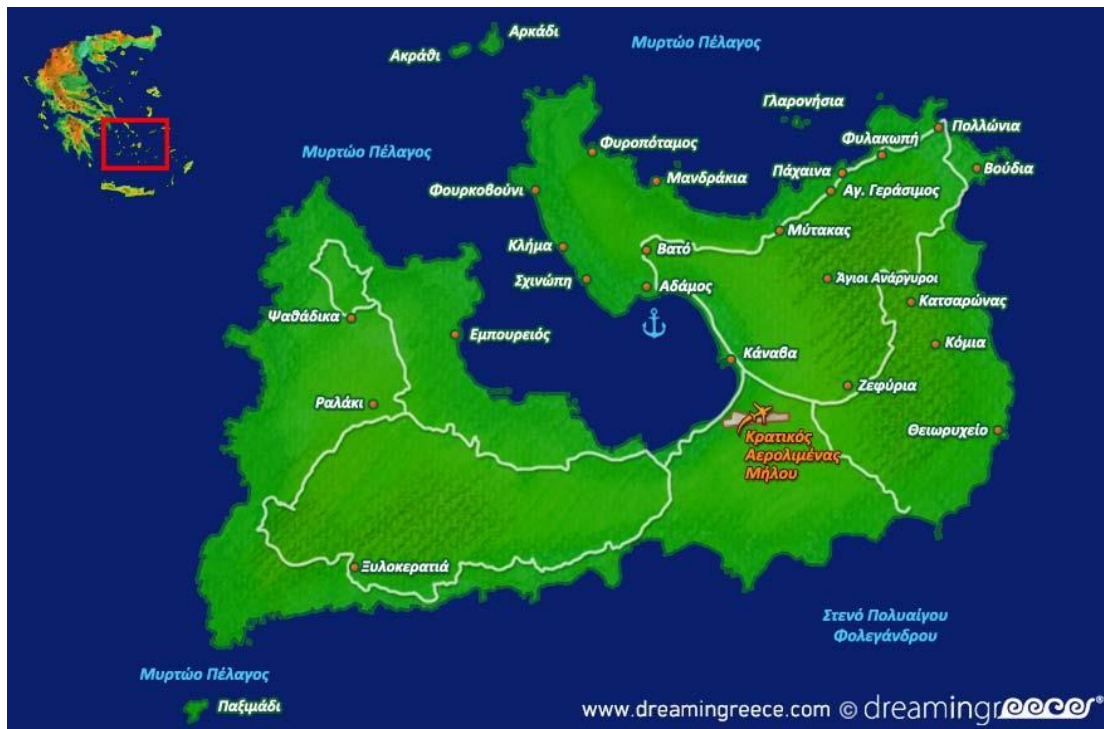 Αρκάδι
Ακράθι
Μυρτώο Πέλαγος
Γλαρονήσια
Πολλώνια
Φυλακωπή
Φυροπόταμος
Μυρτώο Πέλαγος
Πάχαινα
Βούδια
Μανδράκια
Φουρκοβούνι
Αγ. Γεράσιμος
Μύτακας
Κλήμα
Βατό
Σχινώπη
Αδάμος
Άγιοι Ανάργυροι
Κατσαρώνας
Ψαθάδικα
Εμπουρειός
Κόμια
Κάναβα
Ζεφύρια
Ραλάκι
Θειωρυχείο
Κρατικός
Αερολιμένας
Μήλου
Ξυλοκερατιά
Στενό Πολυαίγου
Φολεγάνδρου
Μυρτώο Πέλαγος
Παξιμάδι
www.dreamingreece.com © dreamingreece®